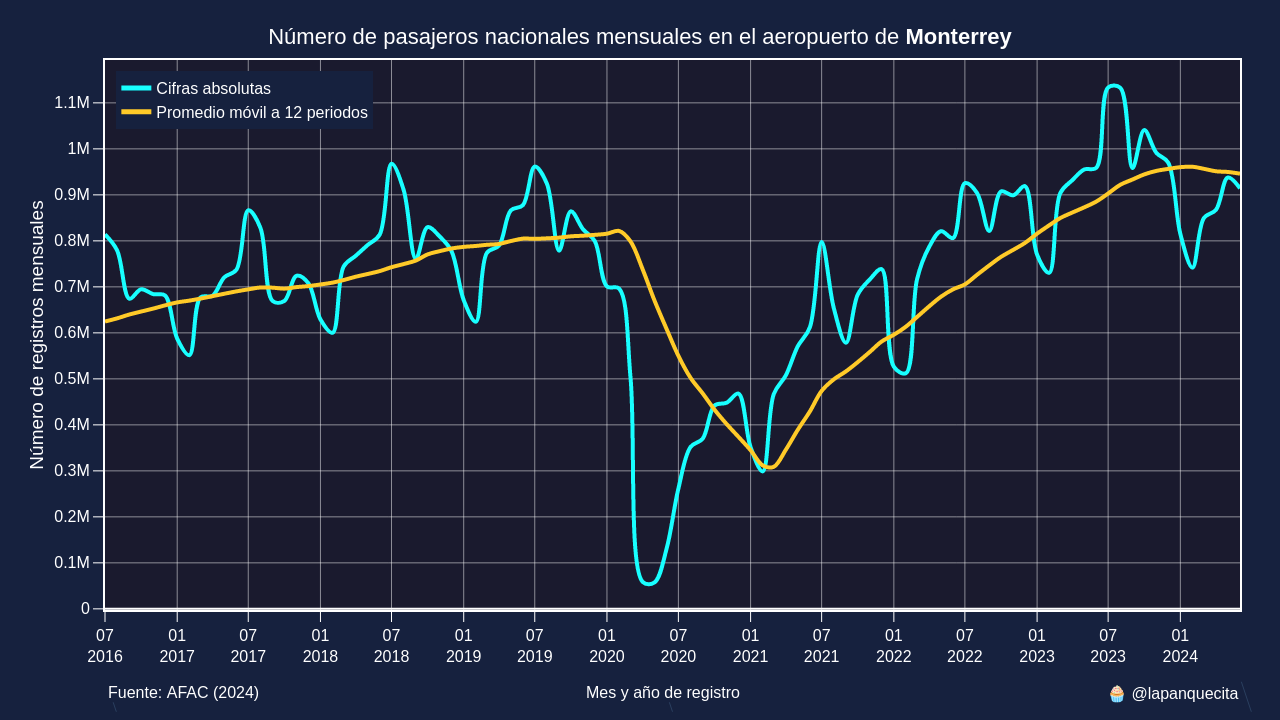 Número de pasajeros nacionales mensuales en el aeropuerto de Monterrey
Cifras absolutas
Promedio móvil a 12 periodos
Número de registros mensuales
1.1M
1M
0.9M
0.8M
0.7M
0.6M
0.5M
0.4M
0.3M
0.2M
0.1M
0
07 01 07 01 07 01 07 01 07 01 07 01 07 01 07 01
2016 2017 2017 2018 2018 2019 2019 2020 2020 2021 2021 2022 2022 2023 2023 2024
Fuente: AFAC (2024)
Mes y año de registro
🧁 @lapanquecita